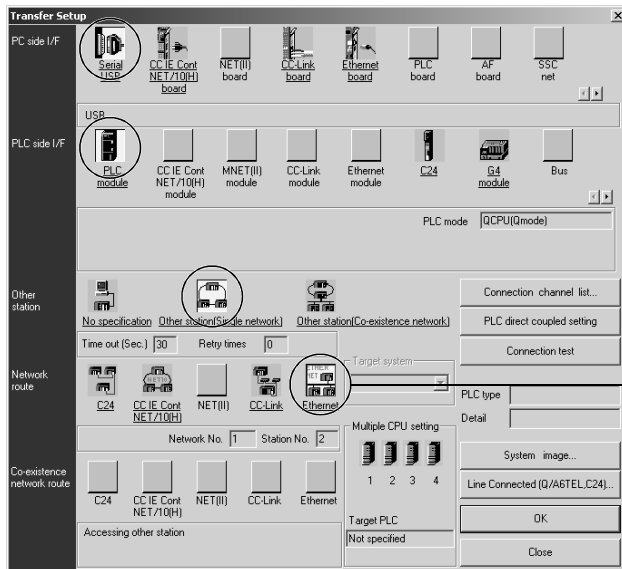 Transfer Setup
PC side I/F
Serial
USB
CC IE Cont
NET/10(H)
board
NET(II)
board
CC-Link
board
Ethernet
board
PLC
board
AF
board
SSC
net
USB
PLC side I/F
PLC
module
CC IE Cont
NET/10(H)
module
MNET(II)
module
CC-Link
module
Ethernet
module
C24
G4
module
Bus
PLC mode QCPU(Qmode)
Other
station
No specification
Other station(Single network)
Other station(Co-existence network)
Time out (Sec.) 30 Retry times 0
Connection channel list...
PLC direct coupled setting
Connection test
Network
route
C24
CC IE Cont
NET/10(H)
NET(II)
CC-Link
Ethernet
Target system
PLC type
Detail
Network No. 1 Station No. 2
Multiple CPU setting
1 2 3 4
System image...
Line Connected (Q/A6TEL,C24)...
Co-existence
network route
C24
CC IE Cont
NET/10(H)
NET(II)
CC-Link
Ethernet
Accessing other station
Target PLC
Not specified
OK
Close